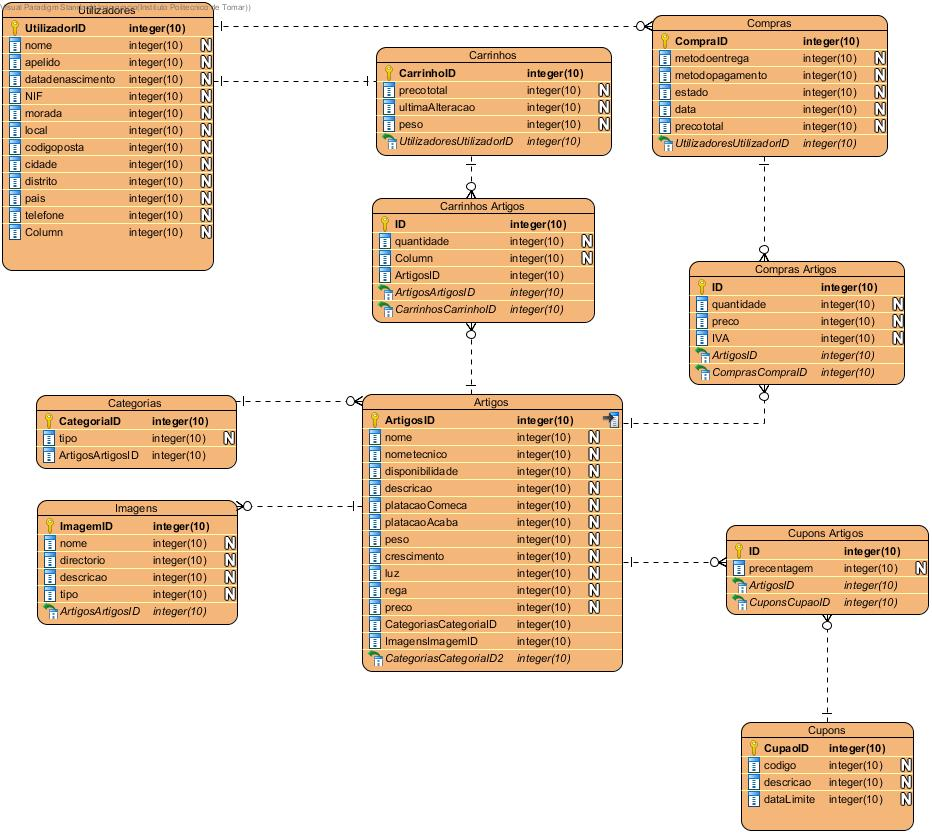 Visual Paradigm Standard
(Instituto Politecnico de Tomar))
Utilizadores
UtilizadorID integer(10)
nome integer(10) N
apelido integer(10) N
datadenascimento integer(10) N
NIF integer(10) N
morada integer(10) N
local integer(10) N
codigoposta integer(10) N
cidade integer(10) N
distrito integer(10) N
pais integer(10) N
telefone integer(10) N
Column integer(10) N
Carrinhos
CarrinhoID integer(10)
precototal integer(10) N
ultimaAlteracao integer(10) N
peso integer(10) N
UtilizadoresUtilizadorID integer(10)
Compras
CompraID integer(10)
metodoentrega integer(10) N
metodopagamento integer(10) N
estado integer(10) N
data integer(10) N
precototal integer(10) N
UtilizadoresUtilizadorID integer(10)
Carrinhos Artigos
ID integer(10)
quantidade integer(10) N
Column integer(10) N
ArtigosID integer(10)
ArtigosArtigosID integer(10)
CarrinhosCarrinhoID integer(10)
Compras Artigos
ID integer(10)
quantidade integer(10) N
preco integer(10) N
IVA integer(10) N
ArtigosID integer(10)
ComprasCompraID integer(10)
Categorias
CategoriaID integer(10)
tipo integer(10) N
ArtigosArtigosID integer(10)
Artigos
ArtigosID integer(10)
nome integer(10) N
nometecnico integer(10) N
disponibilidade integer(10) N
descricao integer(10) N
platacaoComeca integer(10) N
platacaoAcaba integer(10) N
peso integer(10) N
crescimento integer(10) N
luz integer(10) N
rega integer(10) N
preco integer(10) N
CategoriasCategoriaID integer(10)
ImagensImagemID integer(10)
CategoriasCategoriaID2 integer(10)
Imagens
ImagemID integer(10)
nome integer(10) N
directorio integer(10) N
descricao integer(10) N
tipo integer(10) N
ArtigosArtigosID integer(10)
Cupons Artigos
ID integer(10)
precentagem integer(10) N
ArtigosID integer(10)
CuponsCupaoID integer(10)
Cupons
CupaoID integer(10)
codigo integer(10) N
descricao integer(10) N
dataLimite integer(10) N